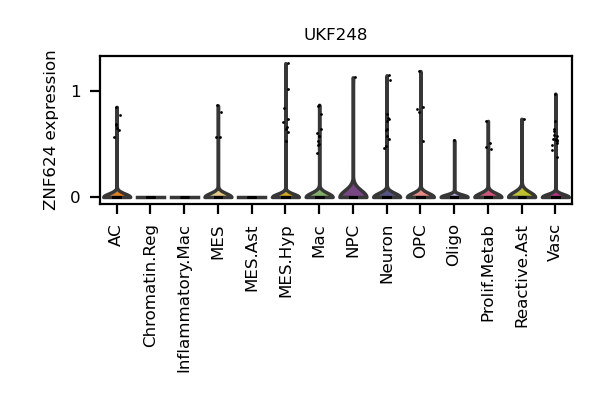 UKF248
ZNF624 expression
1
0
AC
Chromatin.Reg
Inflammatory.Mac
MES
MES.Ast
MES.Hyp
Mac
NPC
Neuron
OPC
Oligo
Prolif.Metab
Reactive.Ast
Vasc